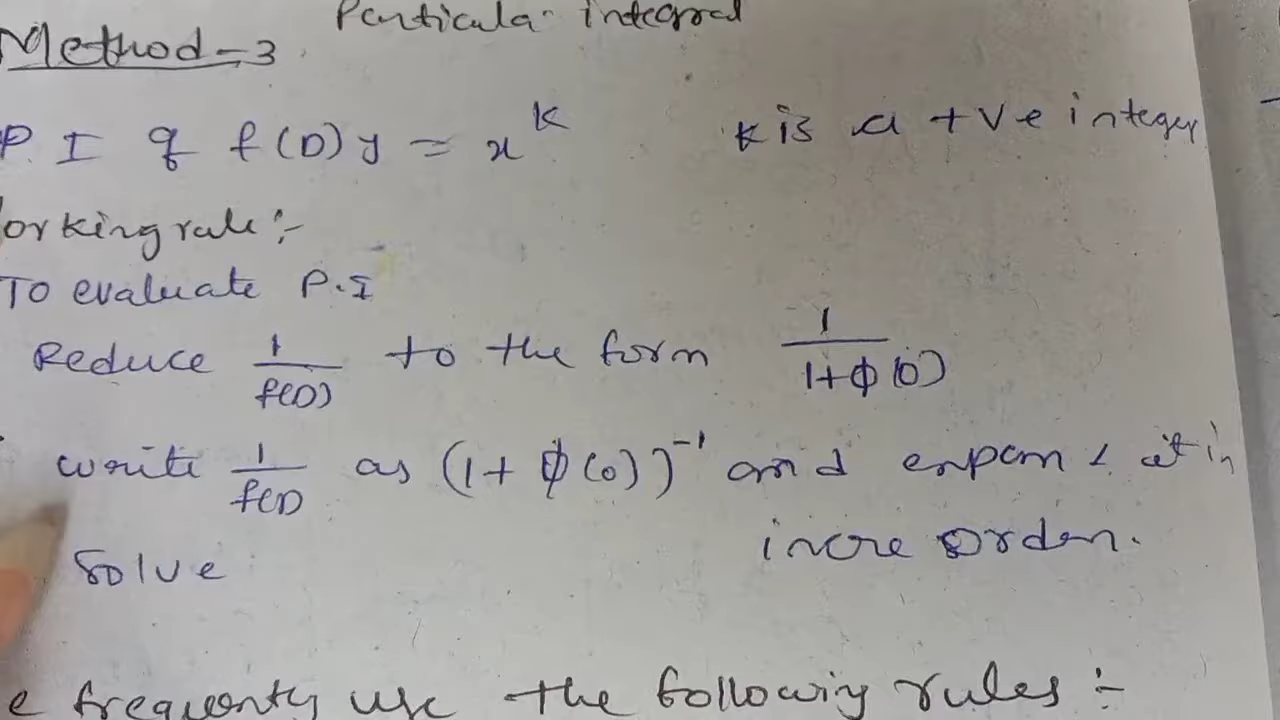 Particular integral
Method-3
P. I of f(D)y = x^k k is a +ve integer
orking rule:-
To evaluate P.I
Reduce 1/f(D) to the form 1/1+ϕ(D)
write 1/f(D) as (1+ϕ(D))^-1 and expand it in
incre order.
Solve
e frequently use the following rules :-